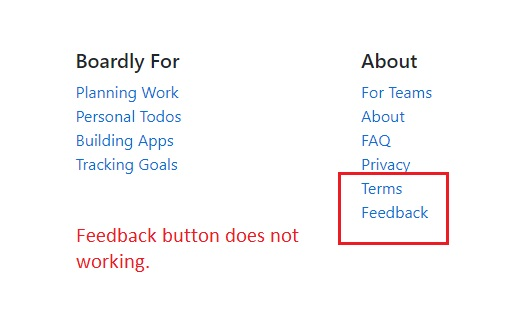 Boardly For
Planning Work
Personal Todos
Building Apps
Tracking Goals
About
For Teams
About
FAQ
Privacy
Terms
Feedback
Feedback button does not
working.